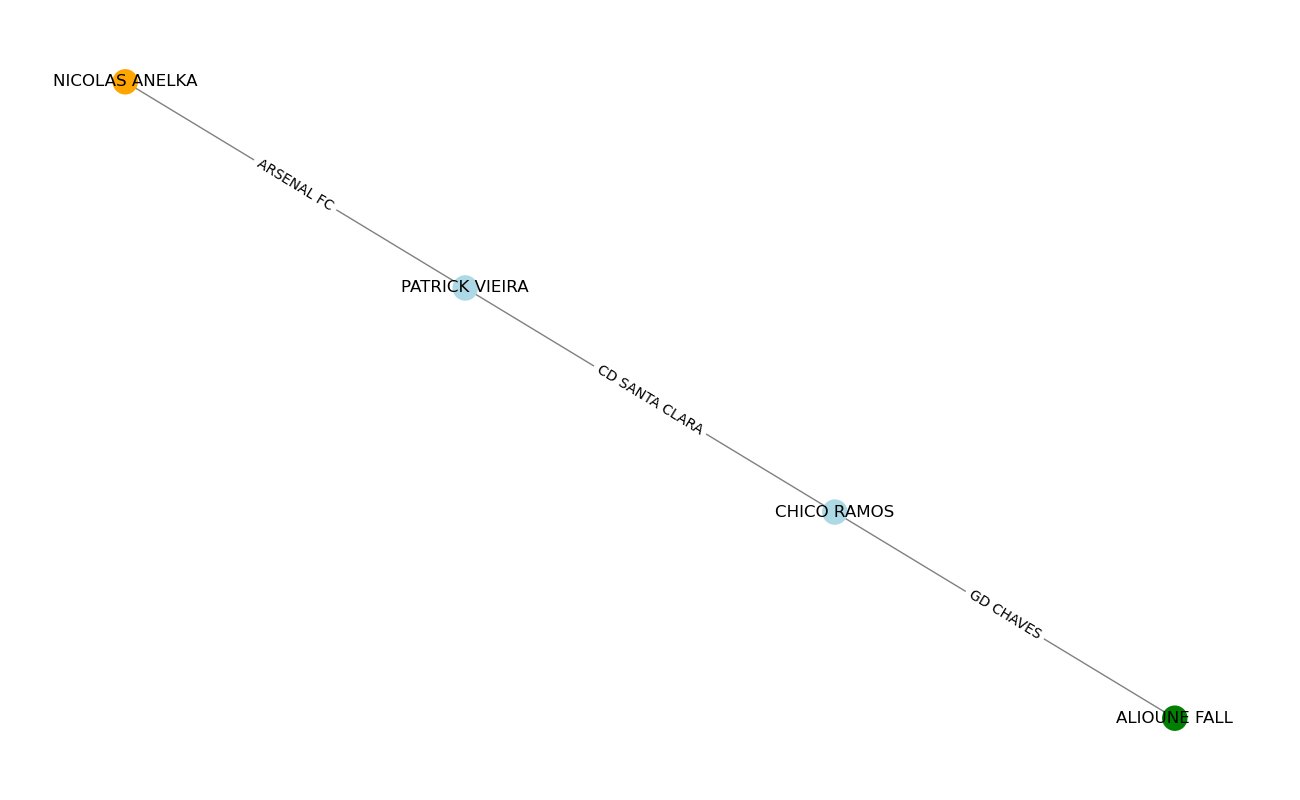 NICOLAS ANELKA
ARSENAL FC
PATRICK VIEIRA
CD SANTA CLARA
CHICO RAMOS
GD CHAVES
ALIOUNE FALL